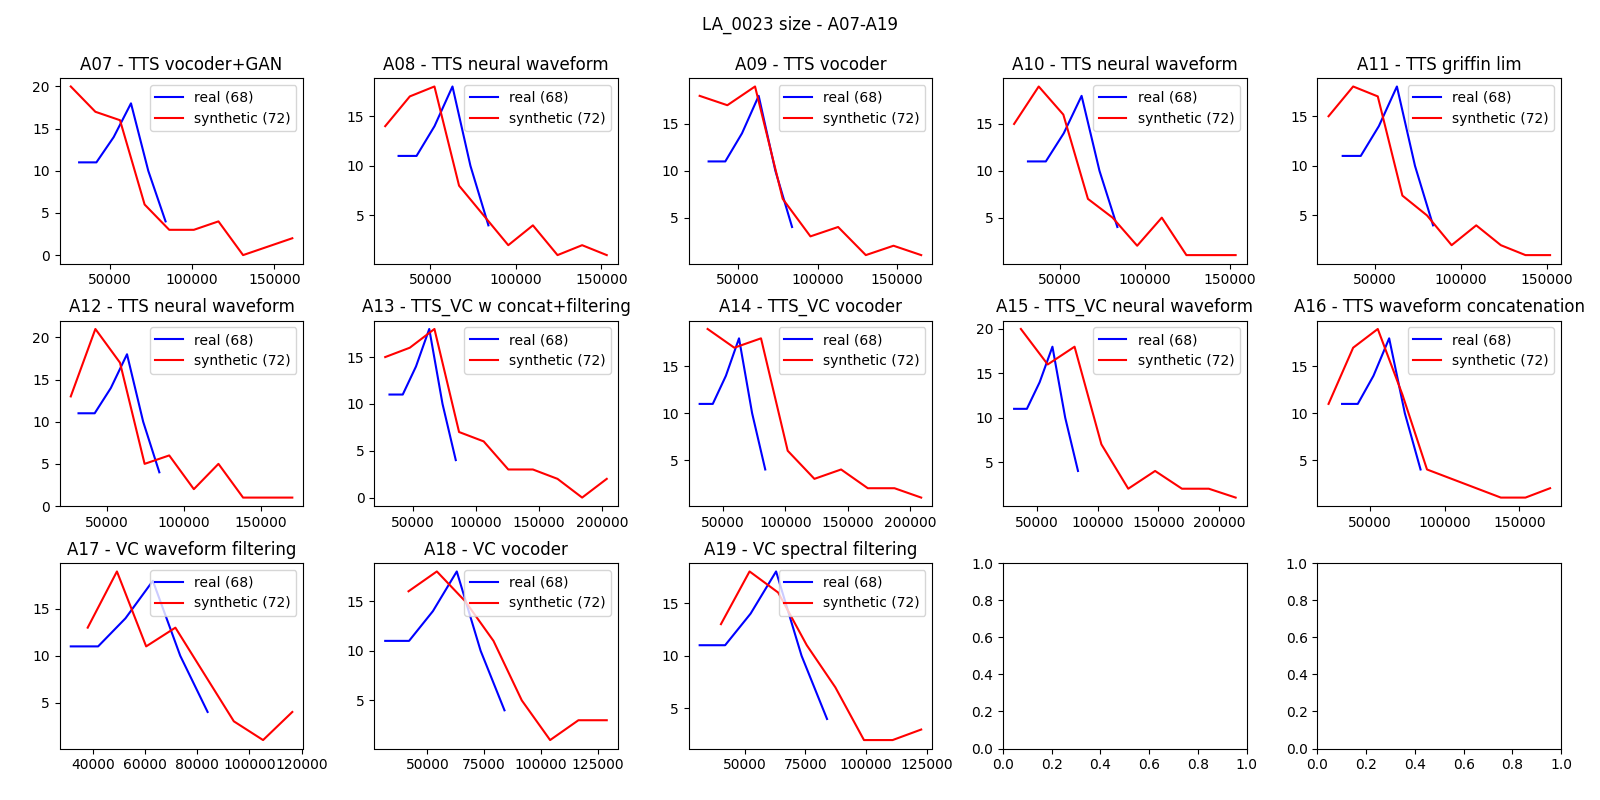 LA_0023 size - A07-A19
A07 - TTS vocoder+GAN
real (68)
synthetic (72)
20
15
10
5
0
50000 100000 150000
A08 - TTS neural waveform
real (68)
synthetic (72)
15
10
5
50000 100000 150000
A09 - TTS vocoder
real (68)
synthetic (72)
15
10
5
50000 100000 150000
A10 - TTS neural waveform
real (68)
synthetic (72)
15
10
5
50000 100000 150000
A11 - TTS griffin lim
real (68)
synthetic (72)
15
10
5
50000 100000 150000
A12 - TTS neural waveform
real (68)
synthetic (72)
20
15
10
5
0
50000 100000 150000
A13 - TTS_VC w concat+filtering
real (68)
synthetic (72)
15
10
5
0
50000 100000 150000 200000
A14 - TTS_VC vocoder
real (68)
synthetic (72)
15
10
5
50000 100000 150000 200000
A15 - TTS_VC neural waveform
real (68)
synthetic (72)
20
15
10
5
50000 100000 150000 200000
A16 - TTS waveform concatenation
real (68)
synthetic (72)
15
10
5
50000 100000 150000
A17 - VC waveform filtering
real (68)
synthetic (72)
15
10
5
40000 60000 80000 100000 120000
A18 - VC vocoder
real (68)
synthetic (72)
15
10
5
50000 75000 100000 125000
A19 - VC spectral filtering
real (68)
synthetic (72)
15
10
5
50000 75000 100000 125000
1.0
0.8
0.6
0.4
0.2
0.0
0.0 0.2 0.4 0.6 0.8 1.0
1.0
0.8
0.6
0.4
0.2
0.0
0.0 0.2 0.4 0.6 0.8 1.0